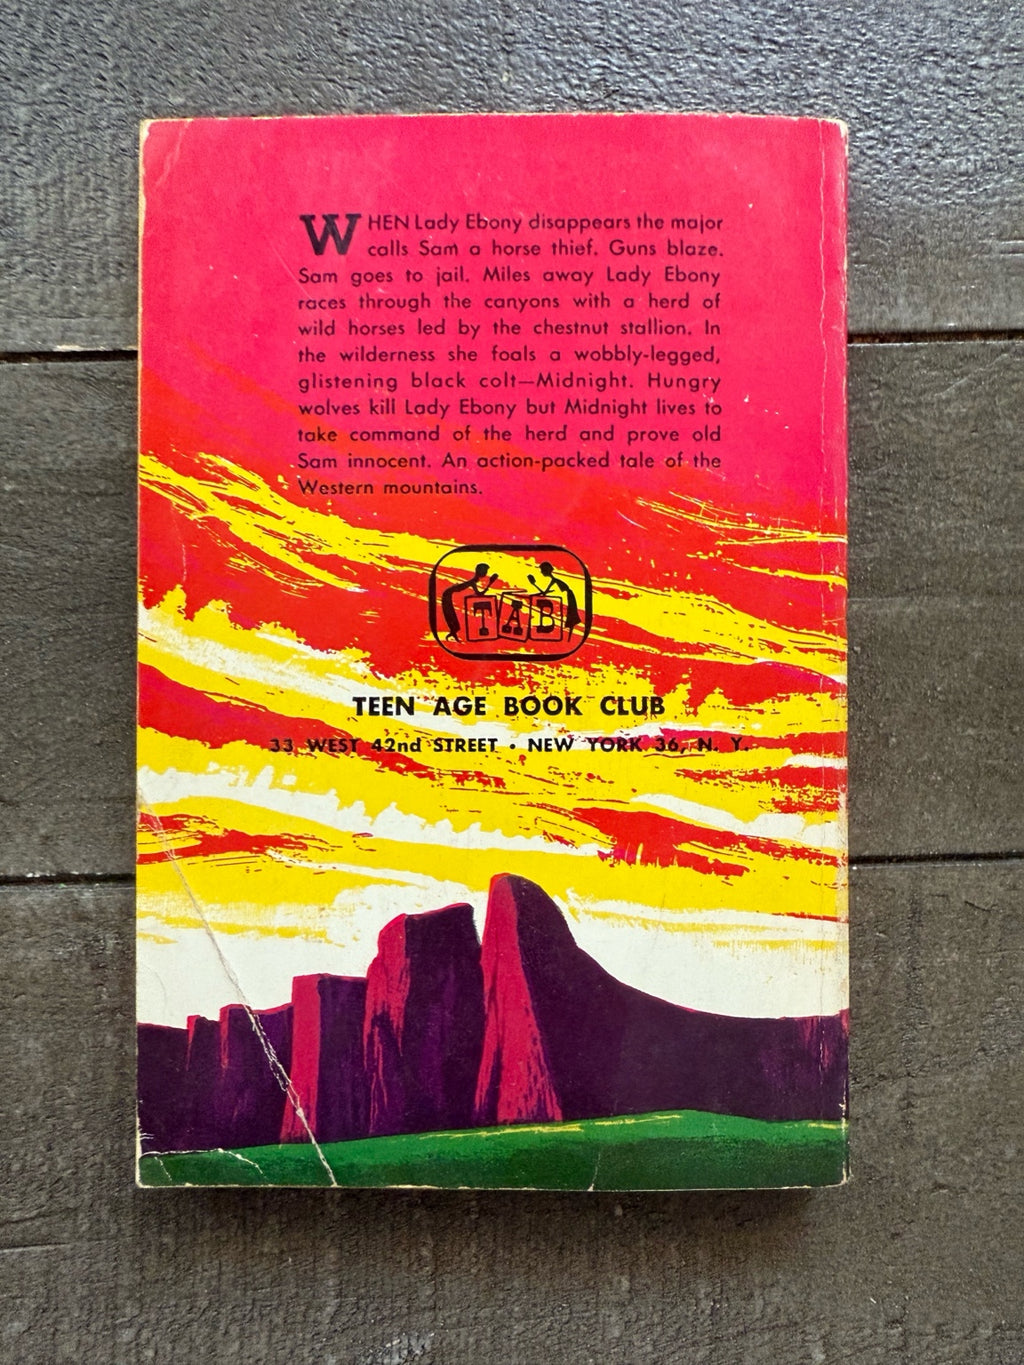 WHEN Lady Ebony disappears the major
calls Sam a horse thief. Guns blaze.
Sam goes to jail. Miles away Lady Ebony
races through the canyons with a herd of
wild horses led by the chestnut stallion. In
the wilderness she foals a wobbly-legged,
glistening black colt—Midnight. Hungry
wolves kill Lady Ebony but Midnight lives to
take command of the herd and prove old
Sam innocent. An action-packed tale of the
Western mountains.
TAB
TEEN AGE BOOK CLUB
33 WEST 42nd STREET • NEW YORK 36, N. Y.